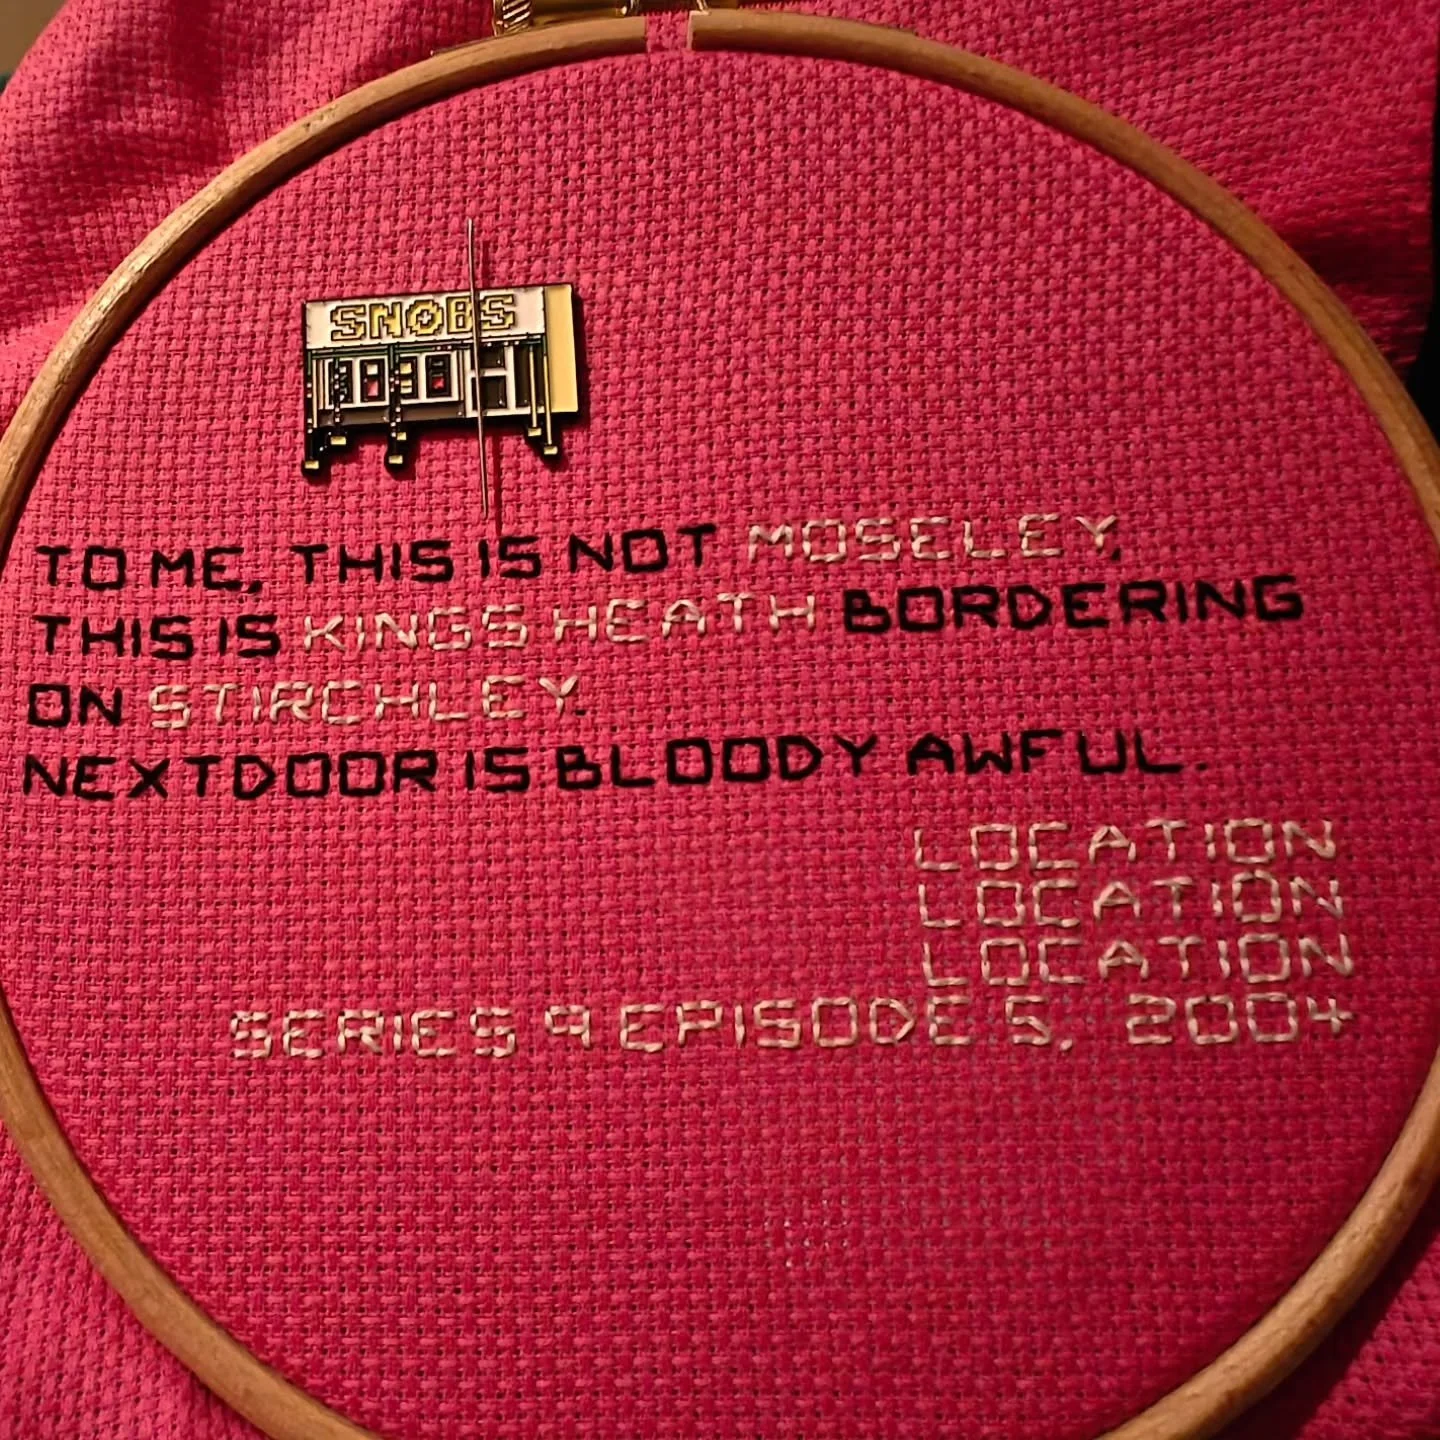 SNOBS
TO ME, THIS IS NOT MOSELEY,
THIS IS KINGS HEATH BORDERING
ON STIRCHLEY.
NEXTDOOR IS BLOODY AWFUL.
LOCATION
LOCATION
LOCATION
SERIES 9 EPISODE 5, 2004